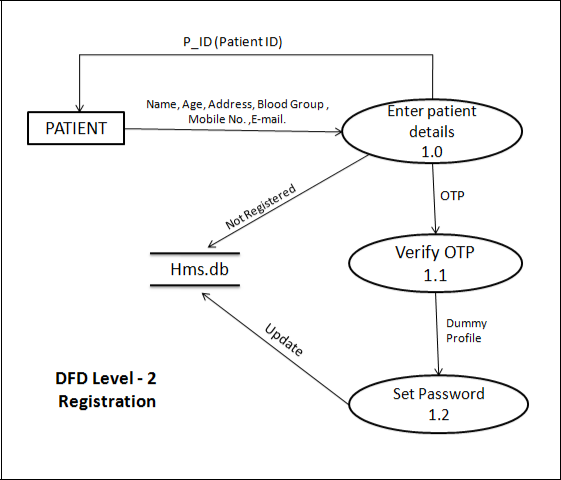 P_ID (Patient ID)
Name, Age, Address, Blood Group ,
Mobile No. ,E-mail.
PATIENT
Enter patient
details
1.0
Not Registered
OTP
Verify OTP
1.1
Hms.db
Update
Dummy
Profile
DFD Level - 2
Registration
Set Password
1.2